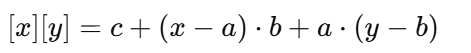 [x][y] = c + (x − a) · b + a · (y − b)